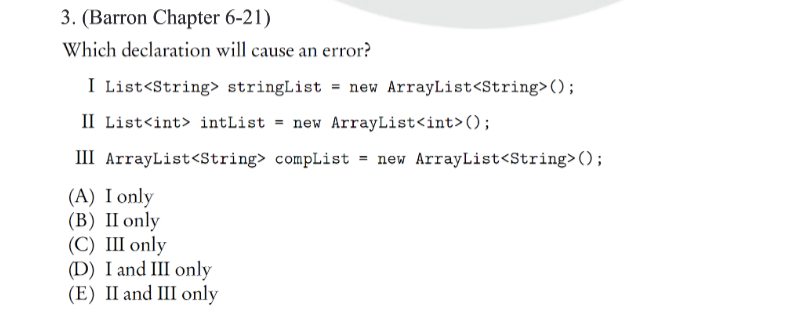 3. (Barron Chapter 6-21)
Which declaration will cause an error?
I List<String> stringList = new ArrayList<String>();
II List<int> intList = new ArrayList<int>();
III ArrayList<String> compList = new ArrayList<String>();
(A) I only
(B) II only
(C) III only
(D) I and III only
(E) II and III only